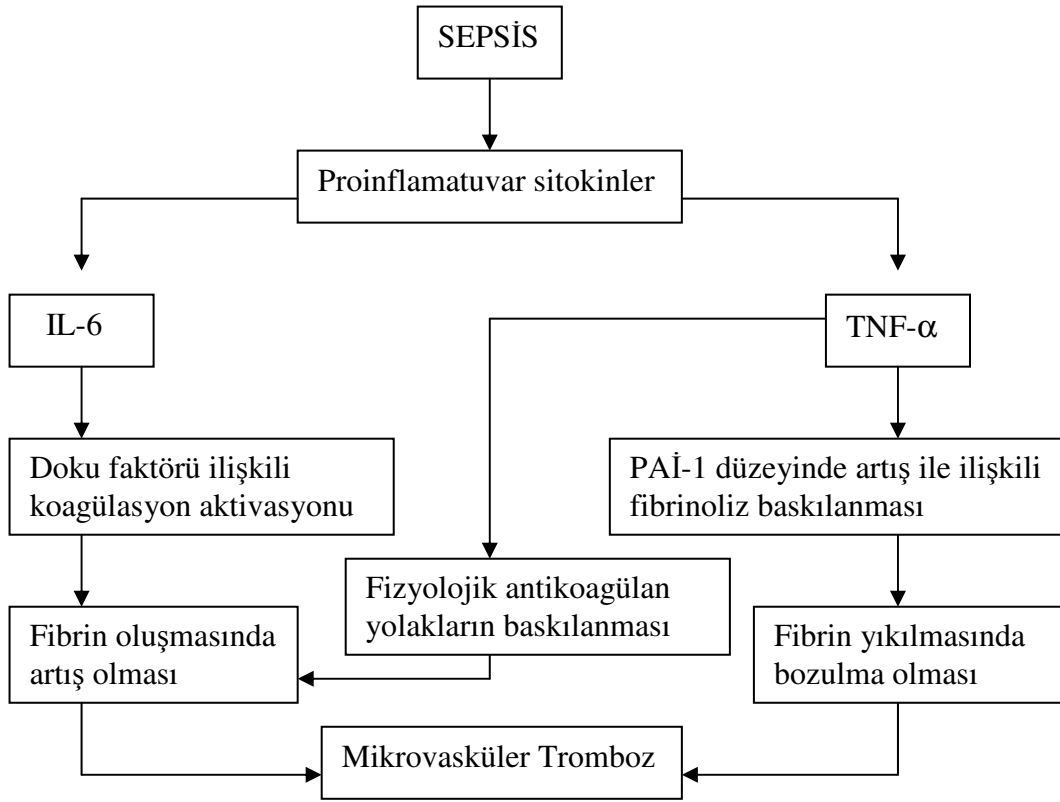 SEPSİS
Proinflamatuvar sitokinler
IL-6
TNF-α
Doku faktörü ilişkili
koagülasyon aktivasyonu
PAİ-1 düzeyinde artış ile ilişkili
fibrinoliz baskılanması
Fizyolojik antikoagülan
yolakların baskılanması
Fibrin oluşmasında
artış olması
Fibrin yıkılmasında
bozulma olması
Mikrovasküler Tromboz